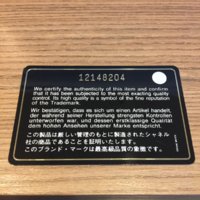 12148204
We certify the authenticity of this item and confirm
that it has been subjected to the most exacting quality
control. Its high quality is a symbol of the fine reputation
of the Trademark.
Wir bestätigen, dass es sich um einen Artikel handelt,
der während seiner Herstellung strengsten Kontrollen
unterworfen war, und dessen erstklassige Qualität
dem hohen Ansehen unserer Marke entspricht.
この製品は厳しい管理のもとに製造されたシャネル
社の商品であることを証明します。
このブランド・マークは最高級品質の象徴です。